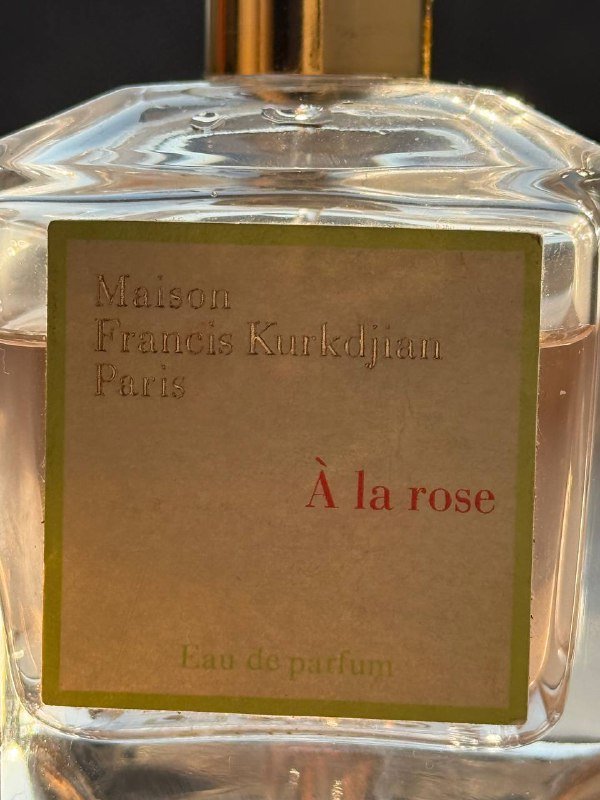 Maison
Francis Kurkdjian
Paris
À la rose
Eau de parfum